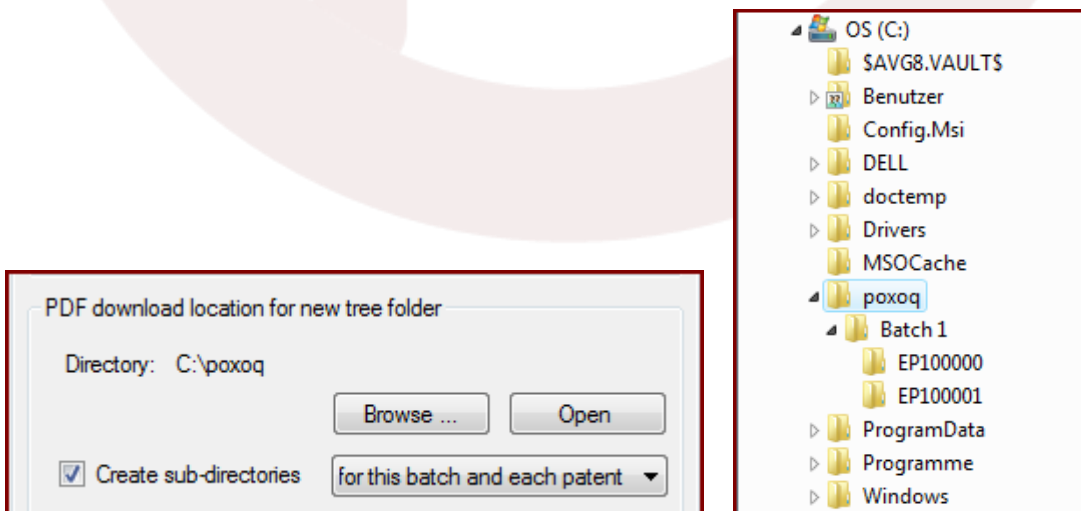 PDF download location for new tree folder
Directory: C:\poxoq
Browse ...
Open
Create sub-directories
for this batch and each patent
OS (C:)
$AVG8.VAULT$
Benutzer
Config.Msi
DELL
doctemp
Drivers
MSOCache
poxoq
Batch 1
EP100000
EP100001
ProgramData
Programme
Windows